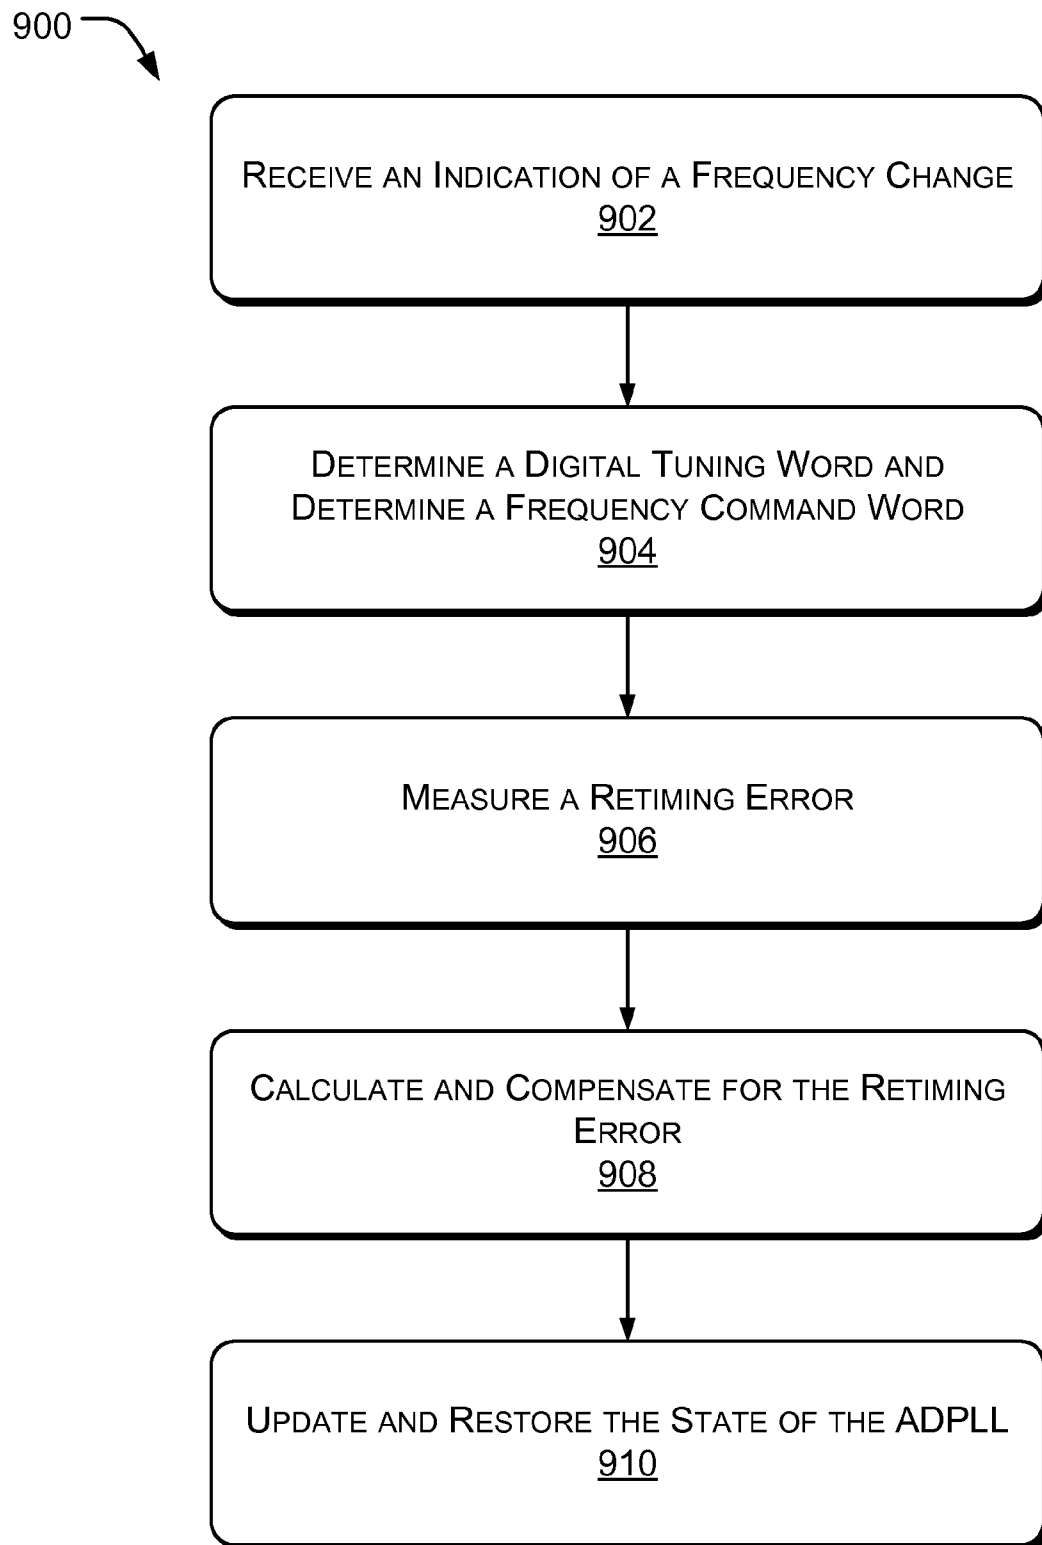 900
RECEIVE AN INDICATION OF A FREQUENCY CHANGE
902
DETERMINE A DIGITAL TUNING WORD AND
DETERMINE A FREQUENCY COMMAND WORD
904
MEASURE A RETIMING ERROR
906
CALCULATE AND COMPENSATE FOR THE RETIMING
ERROR
908
UPDATE AND RESTORE THE STATE OF THE ADPLL
910